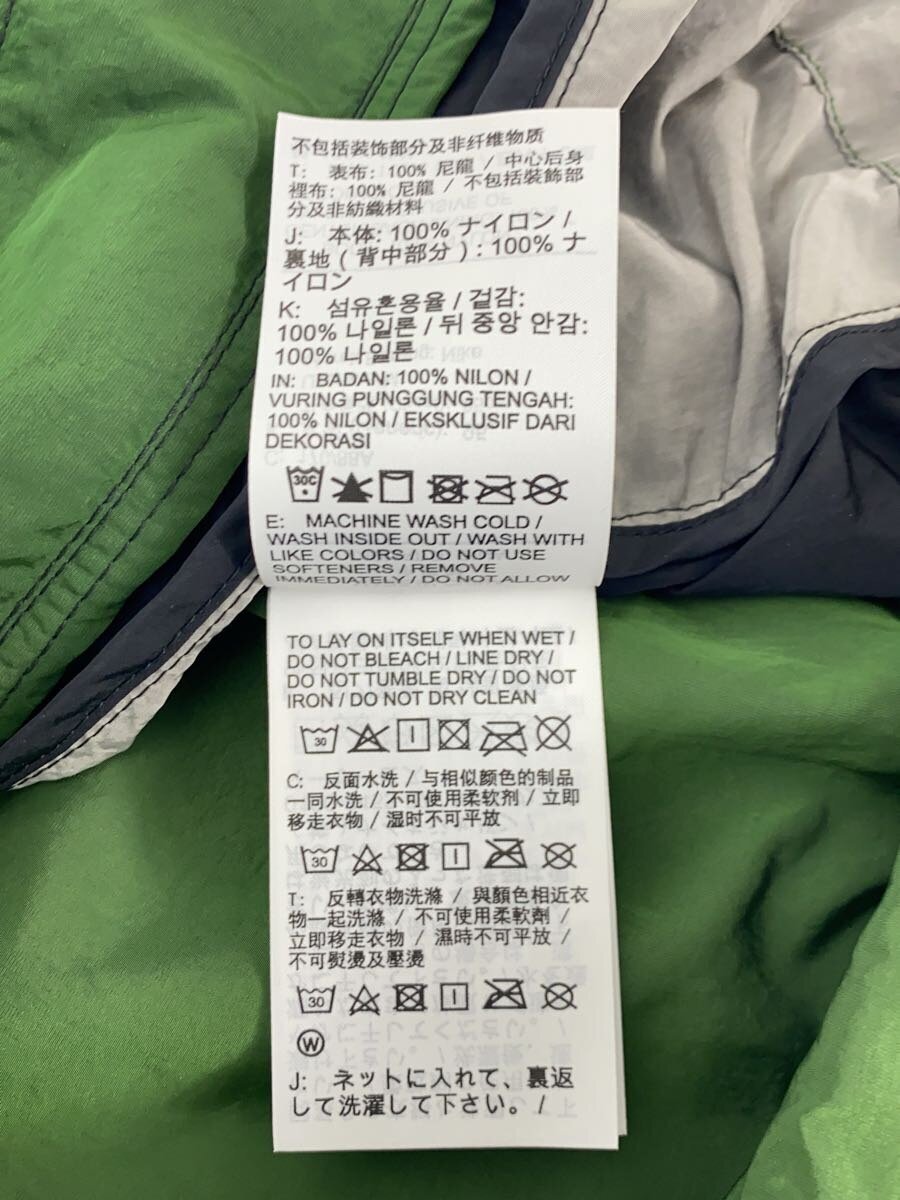 不包括装饰部分及非纤维物质
T: 表布: 100% 尼龍 / 中心后身
裡布: 100% 尼龍 / 不包括裝飾部
分及非紡織材料
J: 本体: 100% ナイロン /
裏地 ( 背中部分 ) : 100% ナ
イロン
K: 섬유혼용율 / 겉감:
100% 나일론 / 뒤 중앙 안감:
100% 나일론
IN: BADAN: 100% NILON /
VURING PUNGGUNG TENGAH:
100% NILON / EKSKLUSIF DARI
DEKORASI
30C
E: MACHINE WASH COLD /
WASH INSIDE OUT / WASH WITH
LIKE COLORS / DO NOT USE
SOFTENERS / REMOVE
IMMEDIATELY / DO NOT ALLOW
TO LAY ON ITSELF WHEN WET /
DO NOT BLEACH / LINE DRY /
DO NOT TUMBLE DRY / DO NOT
IRON / DO NOT DRY CLEAN
30
C: 反面水洗 / 与相似颜色的制品
一同水洗 / 不可使用柔软剂 / 立即
移走衣物 / 湿时不可平放
30
T: 反轉衣物洗滌 / 與顏色相近衣
物一起洗滌 / 不可使用柔軟劑 /
立即移走衣物 / 濕時不可平放 /
不可熨燙及壓燙
30
W
J: ネットに入れて、裏返
して洗濯して下さい。 /